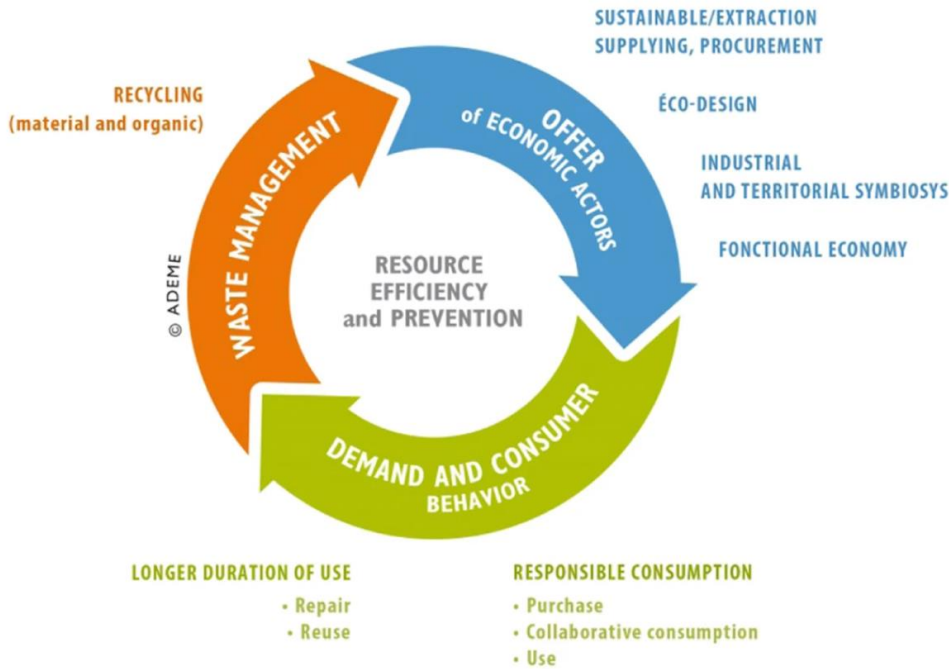 SUSTAINABLE/EXTRACTION
SUPPLYING, PROCUREMENT
ÉCO-DESIGN
INDUSTRIAL
AND TERRITORIAL SYMBIOSYS
FONCTIONAL ECONOMY
RECYCLING
(material and organic)
OFFER
of ECONOMIC ACTORS
WASTE MANAGEMENT
RESOURCE
EFFICIENCY
and PREVENTION
© ADEME
DEMAND AND CONSUMER
BEHAVIOR
LONGER DURATION OF USE
• Repair
• Reuse
RESPONSIBLE CONSUMPTION
• Purchase
• Collaborative consumption
• Use